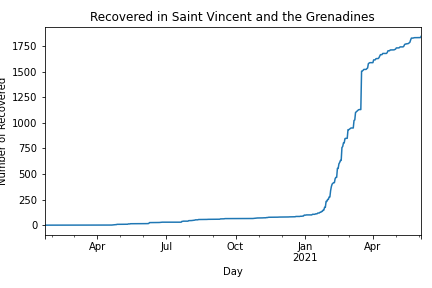 Recovered in Saint Vincent and the Grenadines
Number of Recovered
1750
1500
1250
1000
750
500
250
0
Apr Jul Oct Jan Apr
2021
Day